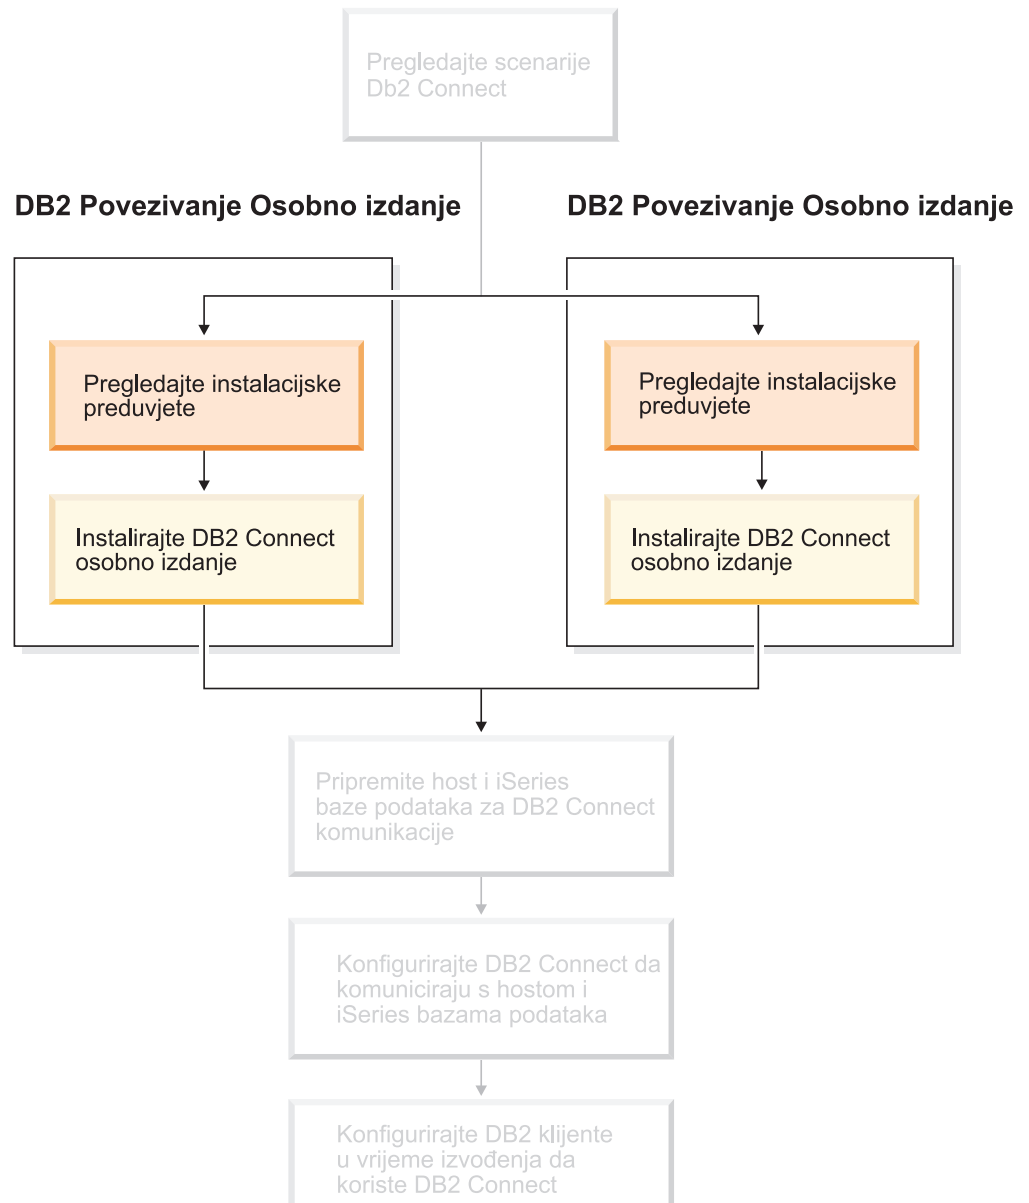 Pregledajte scenarije
Db2 Connect
DB2 Povezivanje Osobno izdanje
DB2 Povezivanje Osobno izdanje
Pregledajte instalacijske
preduvjete
Pregledajte instalacijske
preduvjete
Instalirajte DB2 Connect
osobno izdanje
Instalirajte DB2 Connect
osobno izdanje
Pripremite host i iSeries
baze podataka za DB2 Connect
komunikacije
Konfigurirajte DB2 Connect da
komuniciraju s hostom i
iSeries bazama podataka
Konfigurirajte DB2 klijente
u vrijeme izvođenja da
koriste DB2 Connect